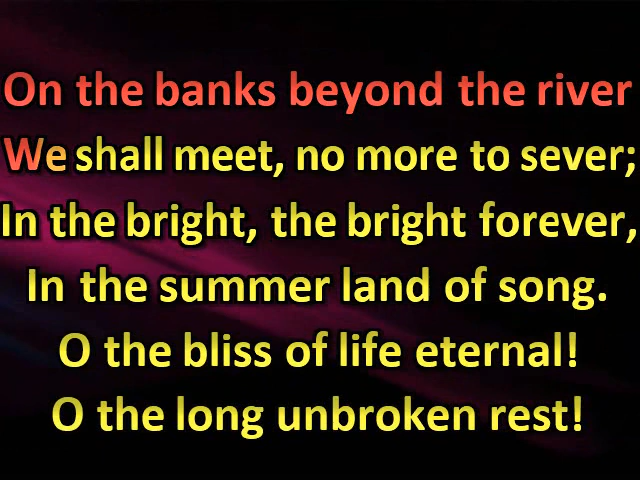 On the banks beyond the river
We shall meet, no more to sever;
In the bright, the bright forever,
In the summer land of song.
O the bliss of life eternal!
O the long unbroken rest!